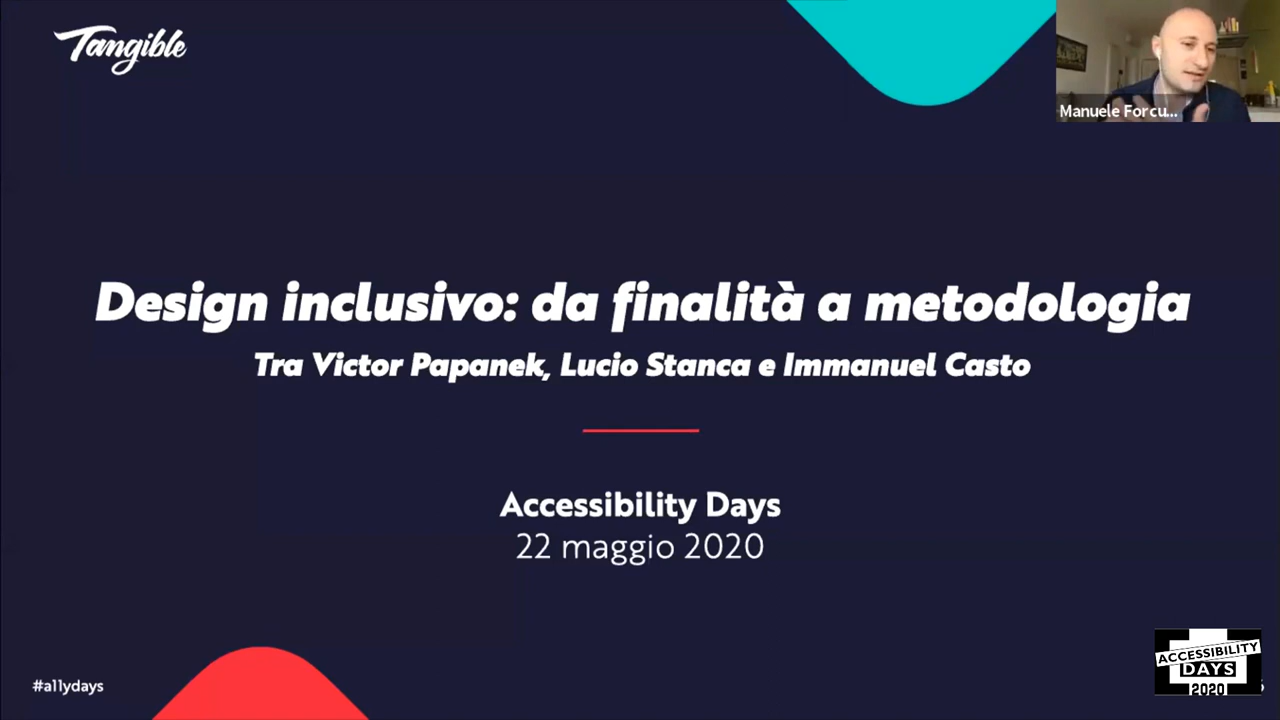 Tangible
Manuele Forcu...
Design inclusivo: da finalità a metodologia
Tra Victor Papanek, Lucio Stanca e Immanuel Casto
Accessibility Days
22 maggio 2020
#a11ydays
ACCESSIBILITY
DAYS
2020